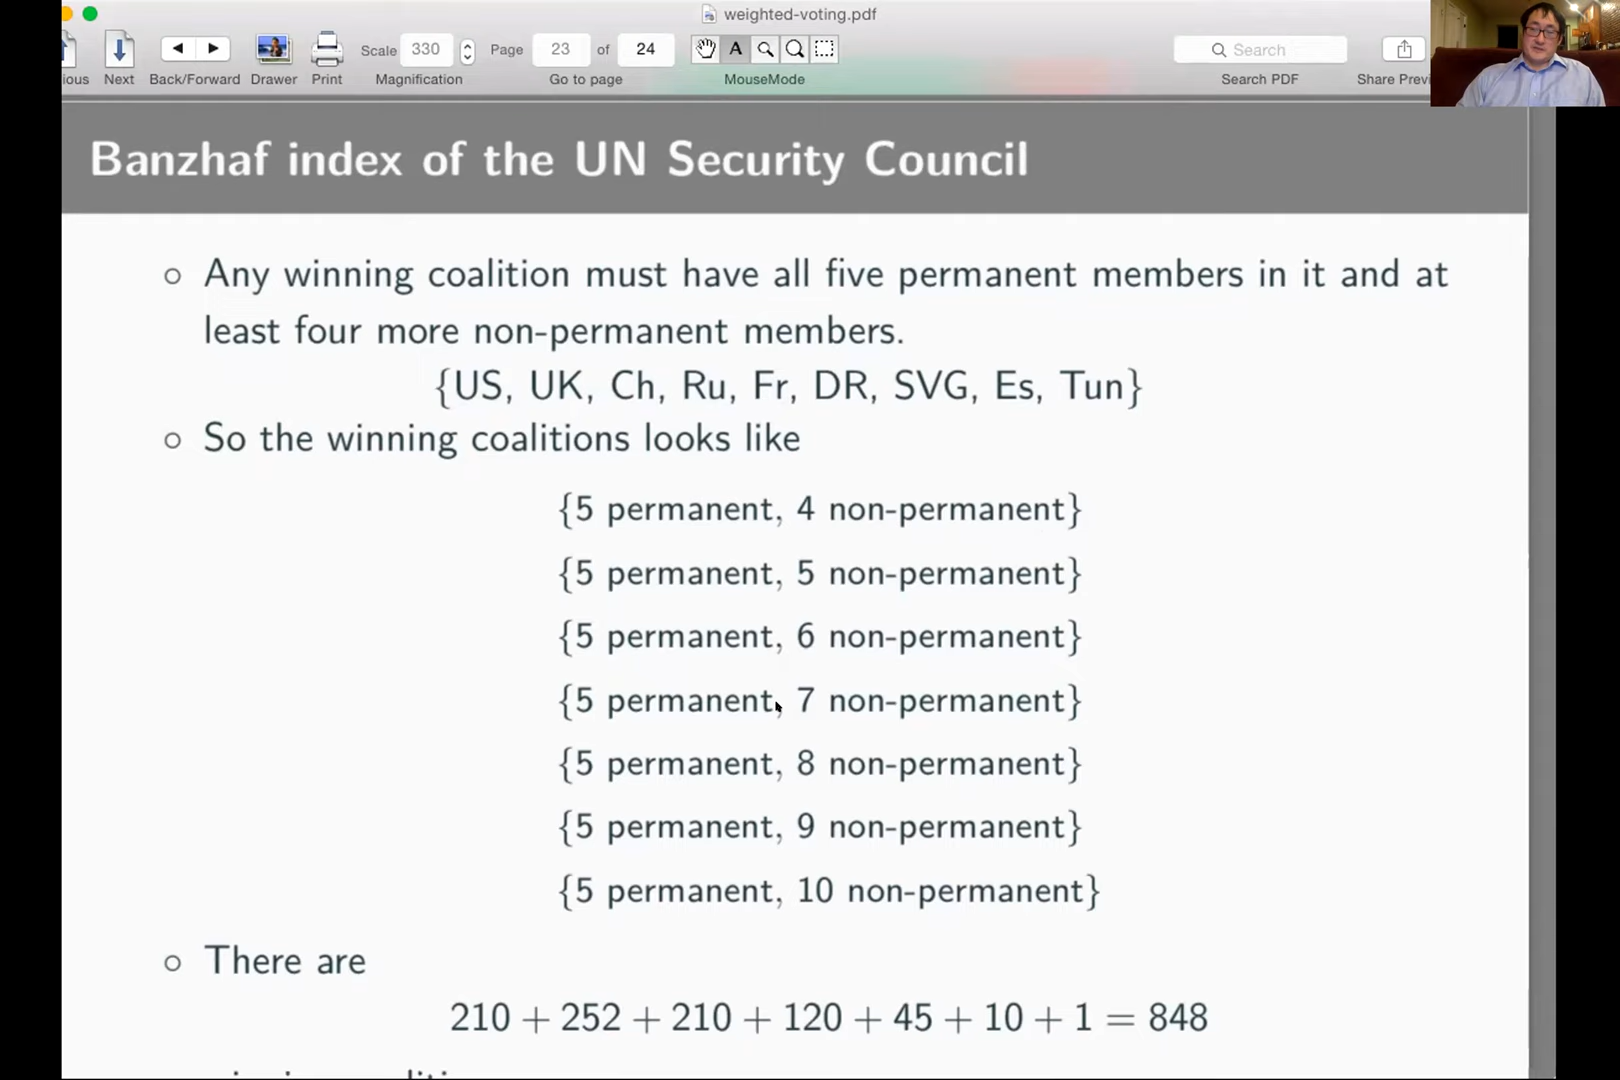 weighted-voting.pdf
ious Next Back/Forward Drawer Print Scale 330 Magnification Page 23 of 24 Go to page A MouseMode Search Search PDF Share Previ
Banzhaf index of the UN Security Council
Any winning coalition must have all five permanent members in it and at
least four more non-permanent members.
{US, UK, Ch, Ru, Fr, DR, SVG, Es, Tun}
So the winning coalitions looks like
{5 permanent, 4 non-permanent}
{5 permanent, 5 non-permanent}
{5 permanent, 6 non-permanent}
{5 permanent, 7 non-permanent}
{5 permanent, 8 non-permanent}
{5 permanent, 9 non-permanent}
{5 permanent, 10 non-permanent}
There are
210 + 252 + 210 + 120 + 45 + 10 + 1 = 848